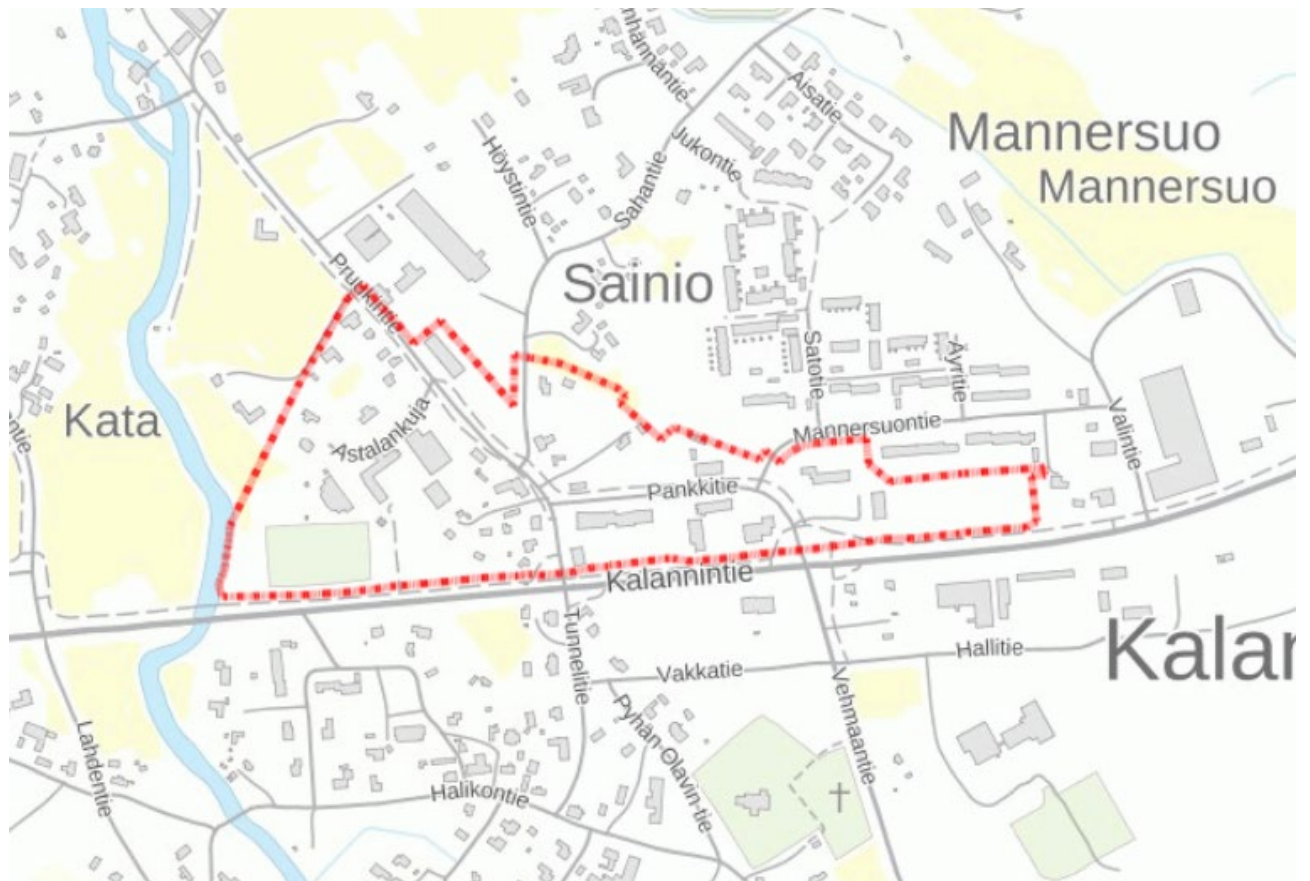 Aisatie
Mannersuo
Mannersuo
Jukontie
Höystintie
Sahantie
Pruukintie
Sainio
Satotie
Äyritie
Kata
Astalankuja
Mannersuontie
Valintie
Pankkitie
Kalannintie
Tunnelitie
Vakkatie
Hallitie
Vehmaantie
Pyhän Olavin-tie
Lahdentie
Halikontie